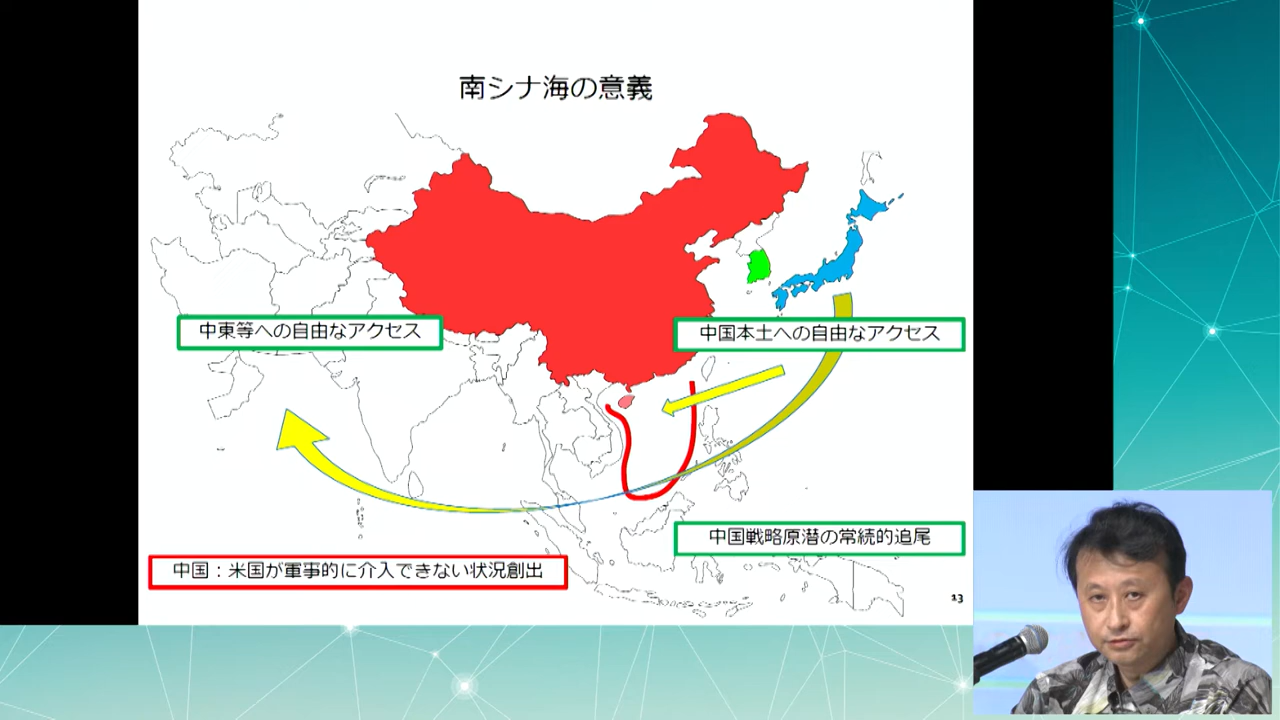 南シナ海の意義
中東等への自由なアクセス
中国本土への自由なアクセス
中国戦略原潜の常続的追尾
中国：米国が軍事的に介入できない状況創出
13